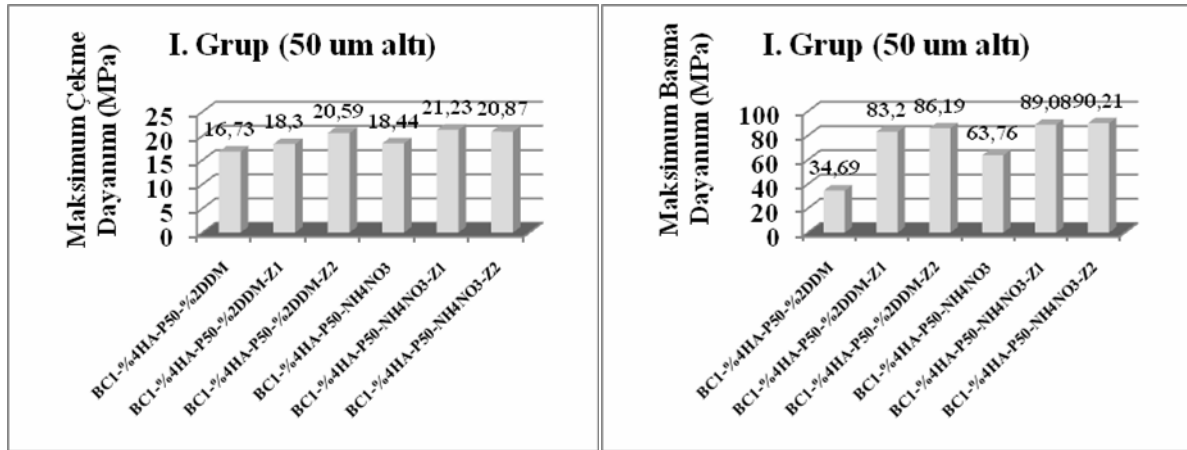 I. Grup (50 um altı)
Maksimum Çekme
Dayanımı (MPa)
25
20
15
10
5
0
16,73
18,3
20,59
18,44
21,23
20,87
BC1-%4HA-P50-%2DDM
BC1-%4HA-P50-%2DDM-Z1
BC1-%4HA-P50-%2DDM-Z2
BC1-%4HA-P50-NH4NO3
BC1-%4HA-P50-NH4NO3-Z1
BC1-%4HA-P50-NH4NO3-Z2
I. Grup (50 um altı)
Maksimum Basma
Dayanımı (MPa)
100
80
60
40
20
0
34,69
83,2
86,19
63,76
89,08
90,21
BC1-%4HA-P50-%2DDM
BC1-%4HA-P50-%2DDM-Z1
BC1-%4HA-P50-%2DDM-Z2
BC1-%4HA-P50-NH4NO3
BC1-%4HA-P50-NH4NO3-Z1
BC1-%4HA-P50-NH4NO3-Z2